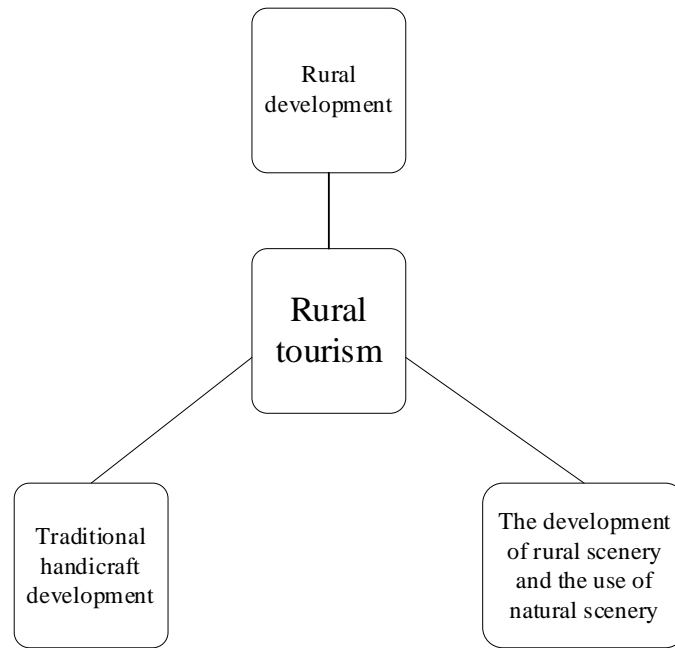 Rural
development
Rural
tourism
Traditional
handicraft
development
The development
of rural scenery
and the use of
natural scenery